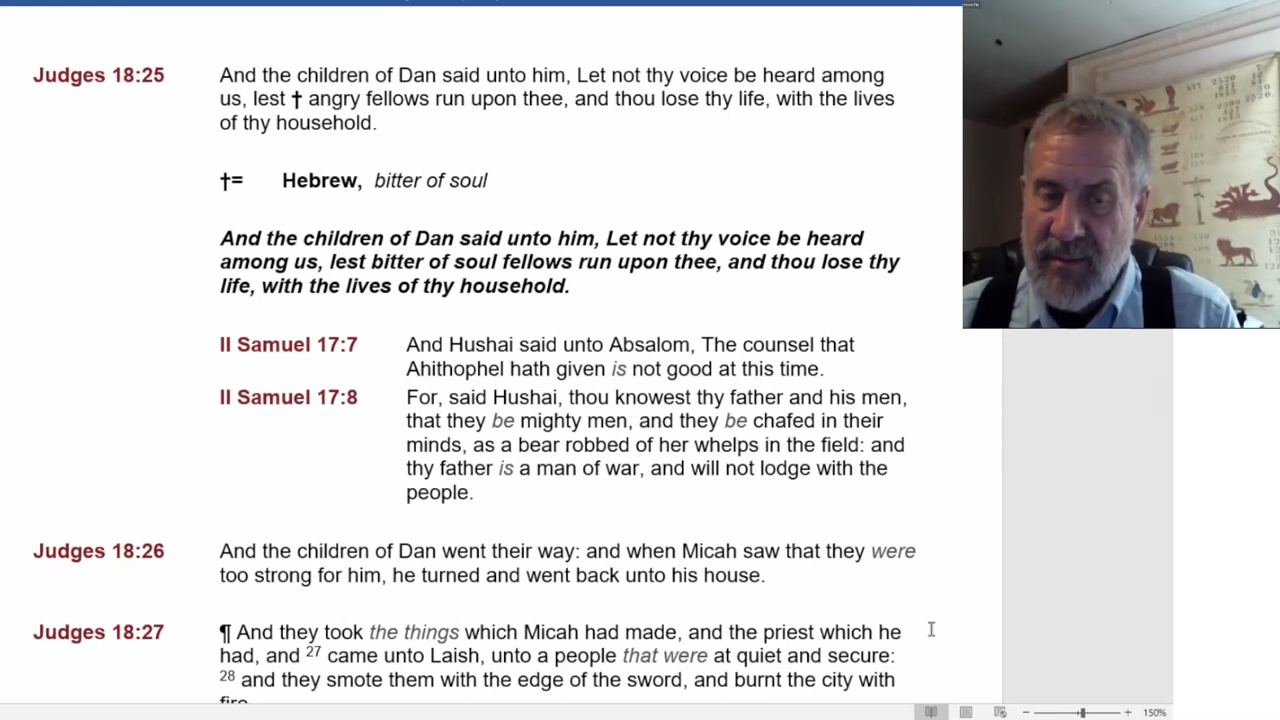 Judges 18:25 And the children of Dan said unto him, Let not thy voice be heard among
us, lest † angry fellows run upon thee, and thou lose thy life, with the lives
of thy household.
†= Hebrew, bitter of soul
And the children of Dan said unto him, Let not thy voice be heard
among us, lest bitter of soul fellows run upon thee, and thou lose thy
life, with the lives of thy household.
II Samuel 17:7 And Hushai said unto Absalom, The counsel that
Ahithophel hath given is not good at this time.
II Samuel 17:8 For, said Hushai, thou knowest thy father and his men,
that they be mighty men, and they be chafed in their
minds, as a bear robbed of her whelps in the field: and
thy father is a man of war, and will not lodge with the
people.
Judges 18:26 And the children of Dan went their way: and when Micah saw that they were
too strong for him, he turned and went back unto his house.
Judges 18:27 ¶ And they took the things which Micah had made, and the priest which he
had, and 27 came unto Laish, unto a people that were at quiet and secure:
28 and they smote them with the edge of the sword, and burnt the city with
fire
150%